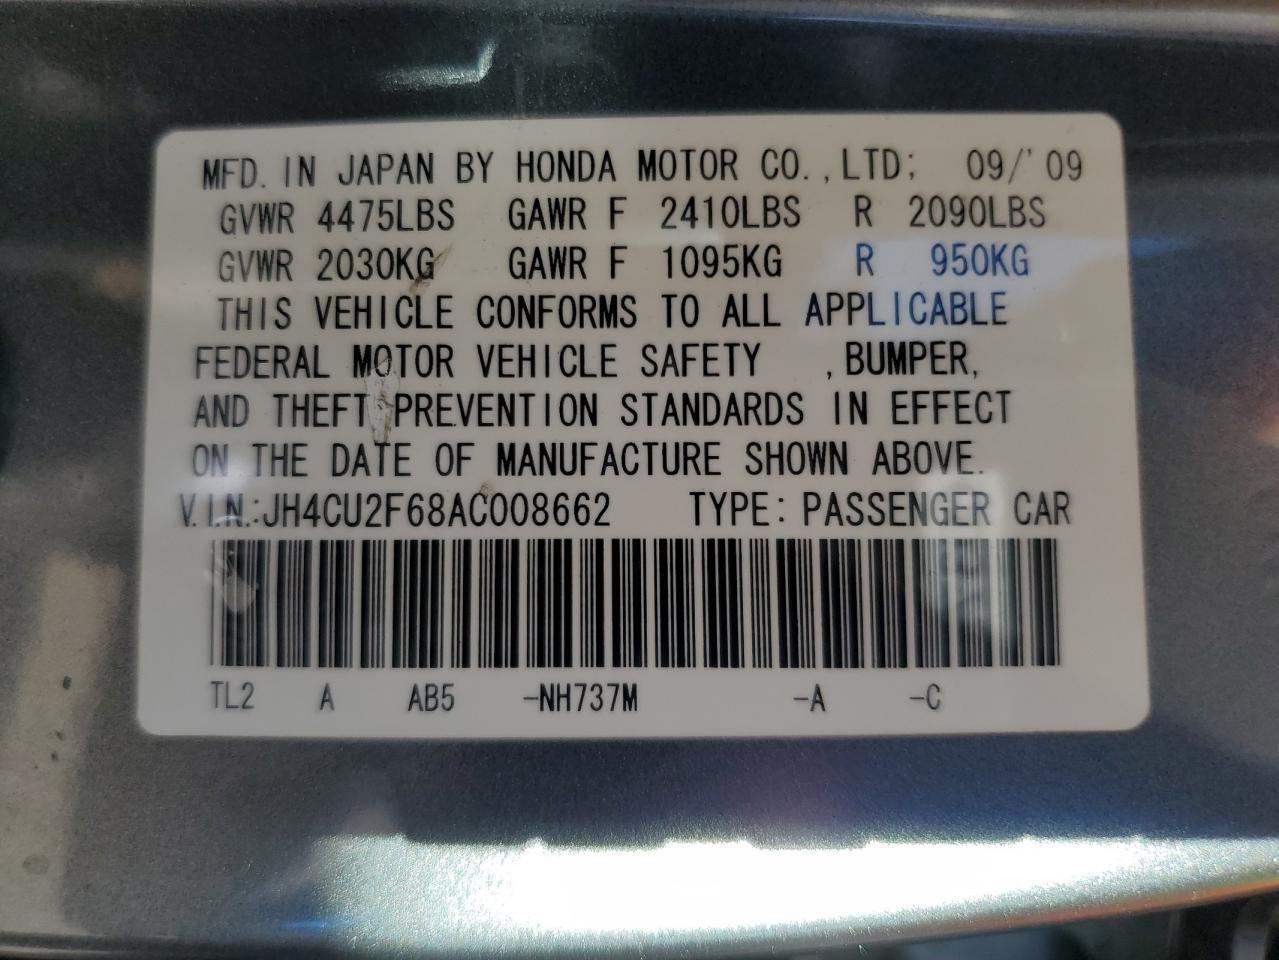 MFD. IN JAPAN BY HONDA MOTOR CO.,LTD; 09/'09
GVWR 4475LBS GAWR F 2410LBS R 2090LBS
GVWR 2030KG GAWR F 1095KG R 950KG
THIS VEHICLE CONFORMS TO ALL APPLICABLE
FEDERAL MOTOR VEHICLE SAFETY ,BUMPER,
AND THEFT PREVENTION STANDARDS IN EFFECT
ON THE DATE OF MANUFACTURE SHOWN ABOVE.
V.I.N.:JH4CU2F68AC008662 TYPE: PASSENGER CAR
TL2 A AB5 -NH737M -A -C